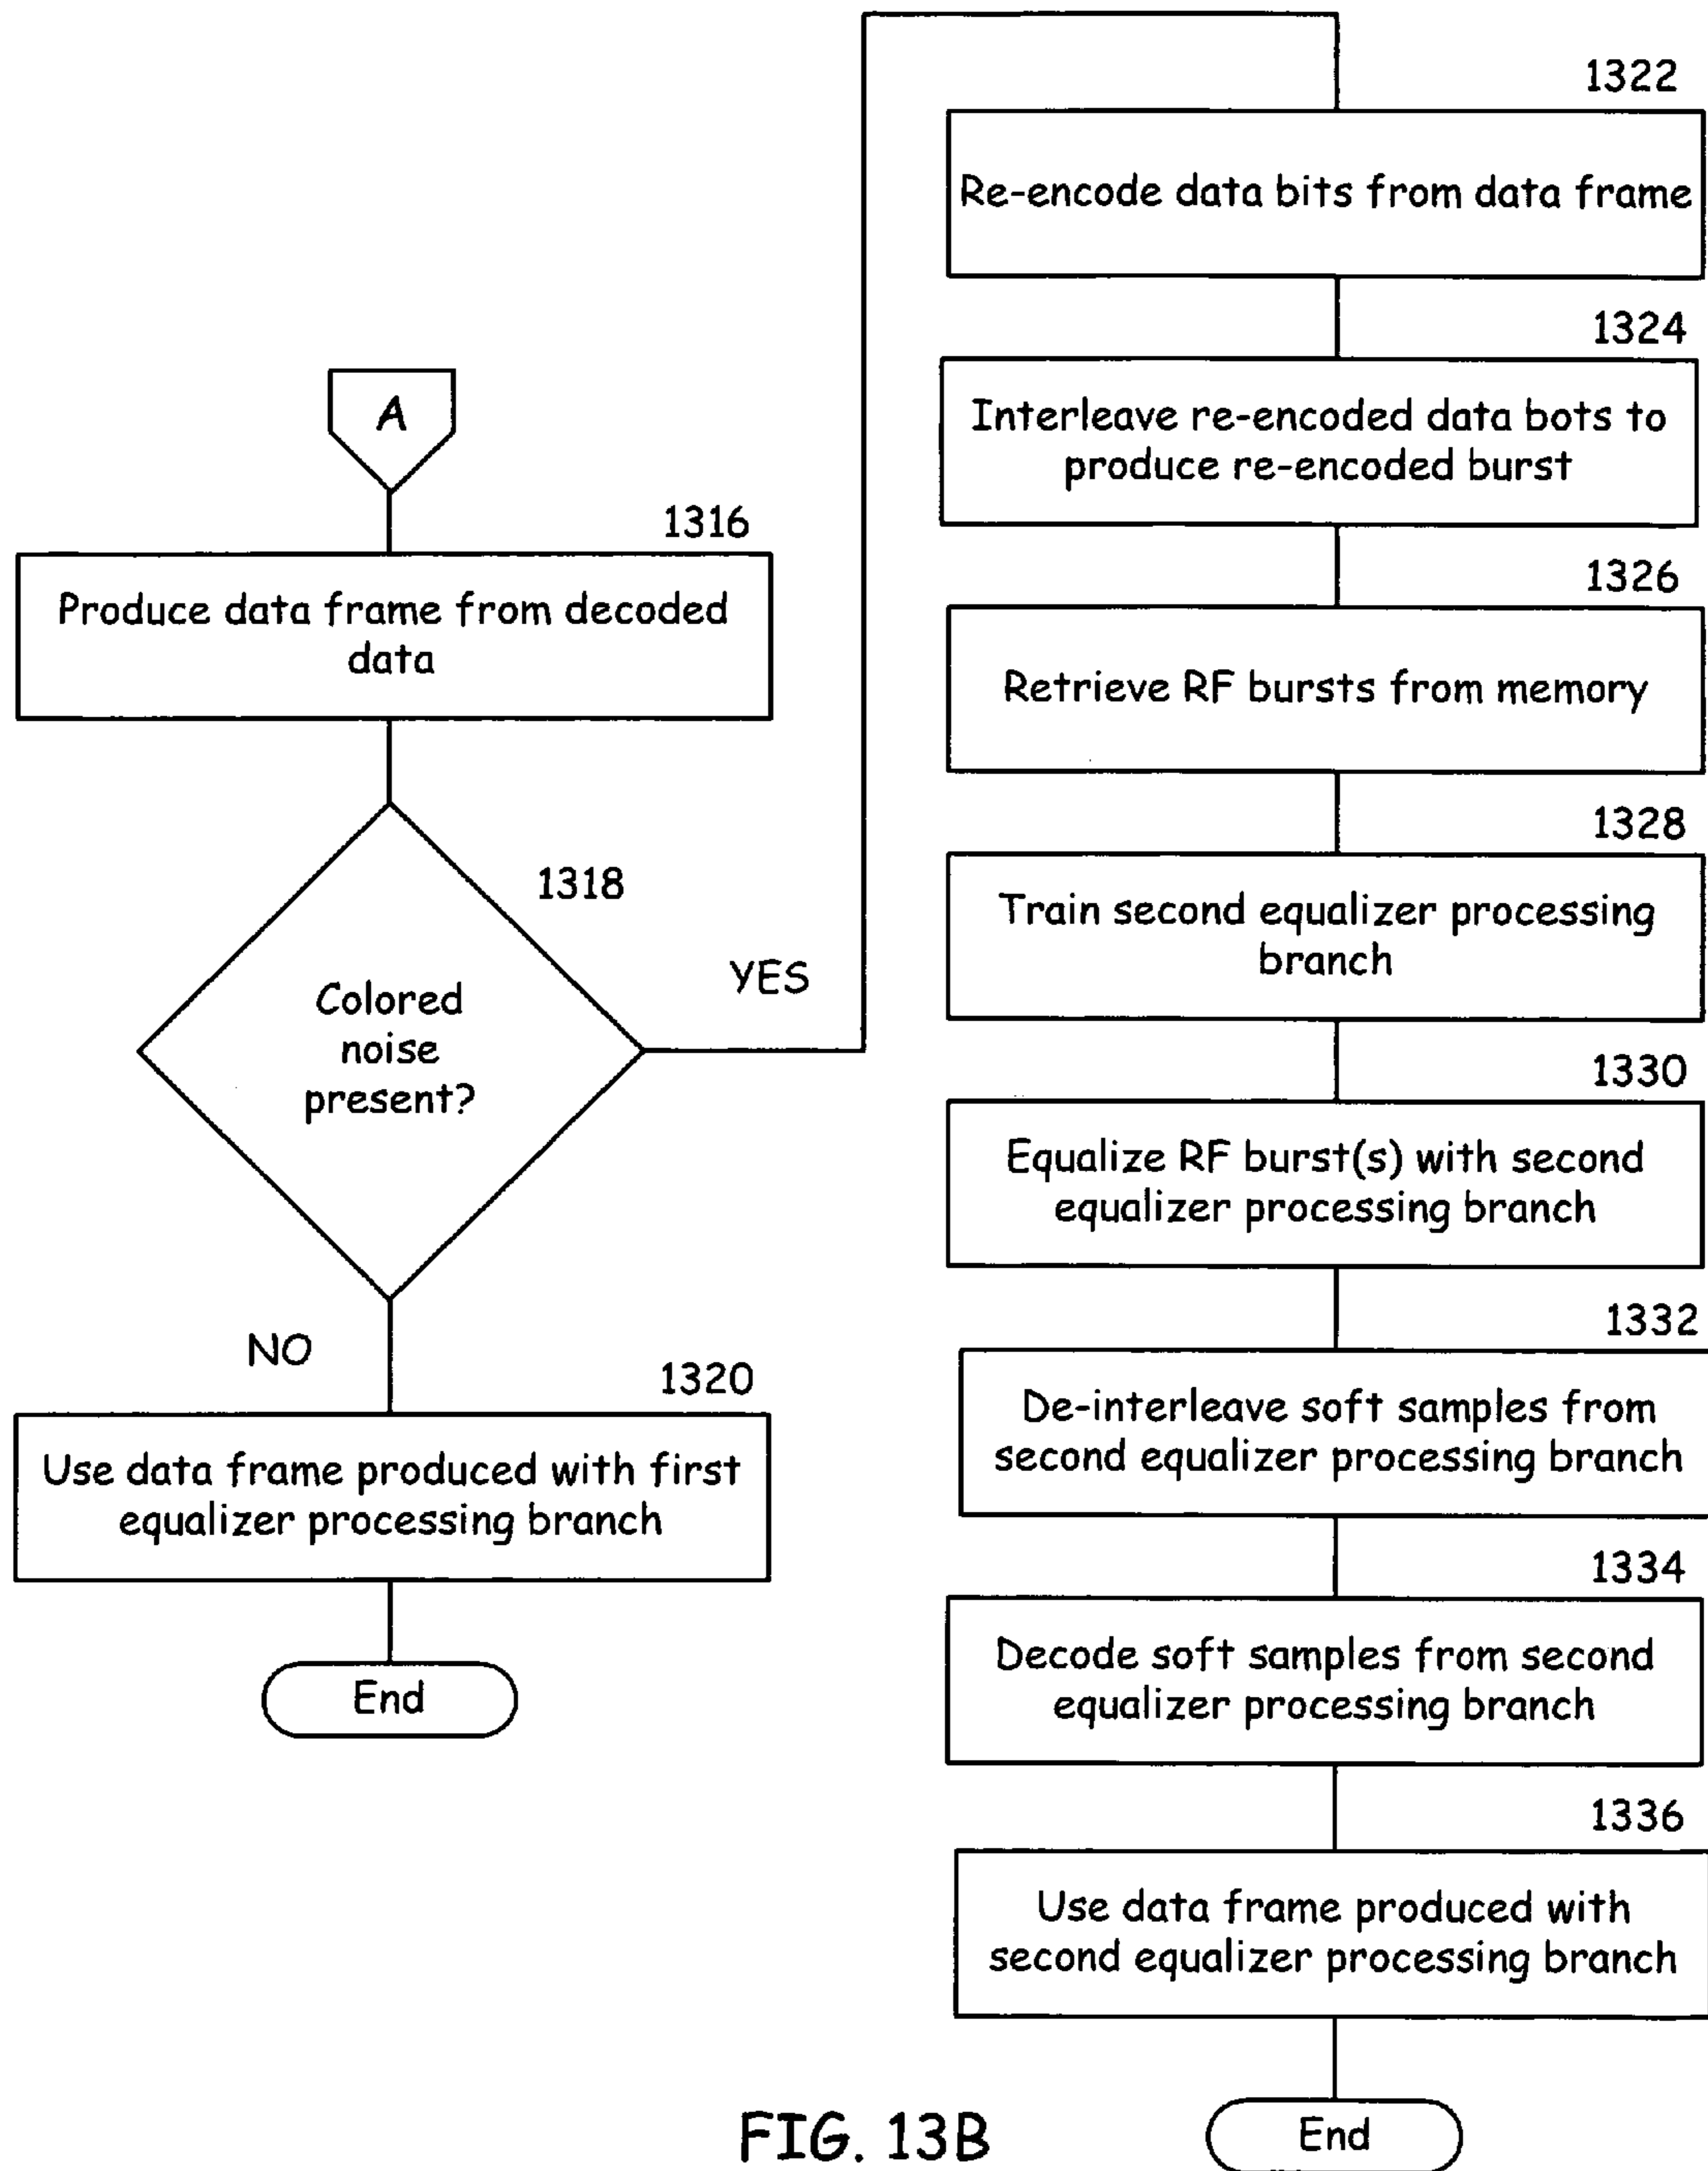 A
1316
Produce data frame from decoded
data
1318
Colored
noise
present?
YES
NO
1320
Use data frame produced with first
equalizer processing branch
End
1322
Re-encode data bits from data frame
1324
Interleave re-encoded data bots to
produce re-encoded burst
1326
Retrieve RF bursts from memory
1328
Train second equalizer processing
branch
1330
Equalize RF burst(s) with second
equalizer processing branch
1332
De-interleave soft samples from
second equalizer processing branch
1334
Decode soft samples from second
equalizer processing branch
1336
Use data frame produced with
second equalizer processing branch
End
FIG. 13B